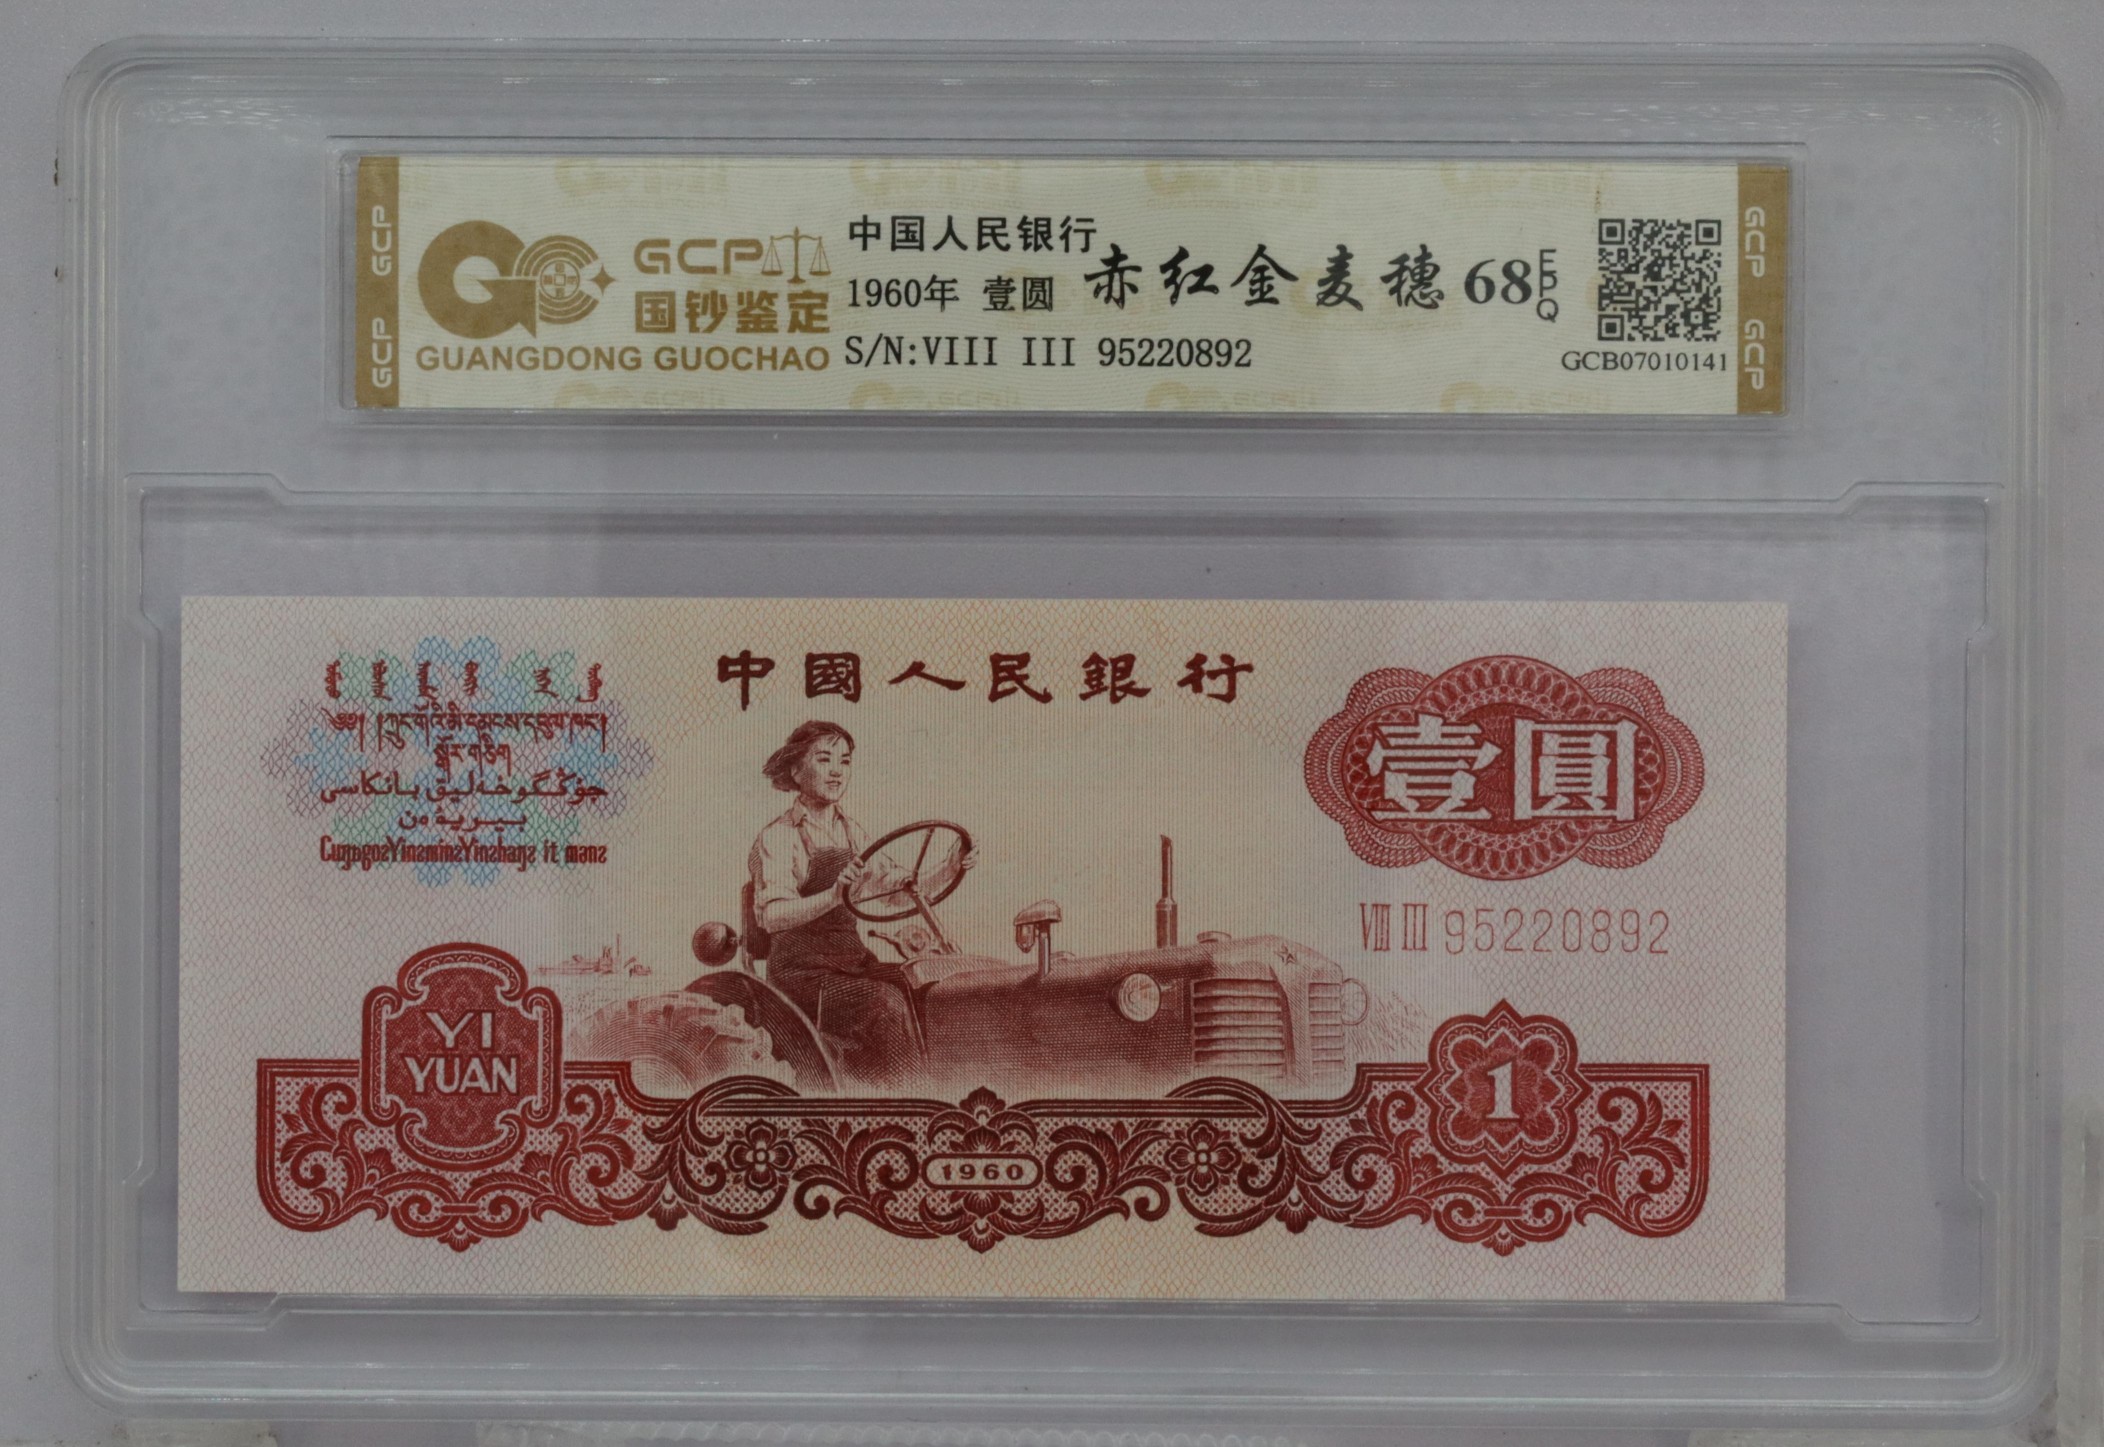 GCP
GCP
GCP
国钞鉴定
GUANGDONG GUOCHAO
中国人民银行
1960年 壹圆 赤红金麦穗 68 EPQ
S/N:VIII III 95220892
GCB07010141
GCP
GCP
中國人民銀行
壹圓
VIII III 95220892
YI
YUAN
1
1960